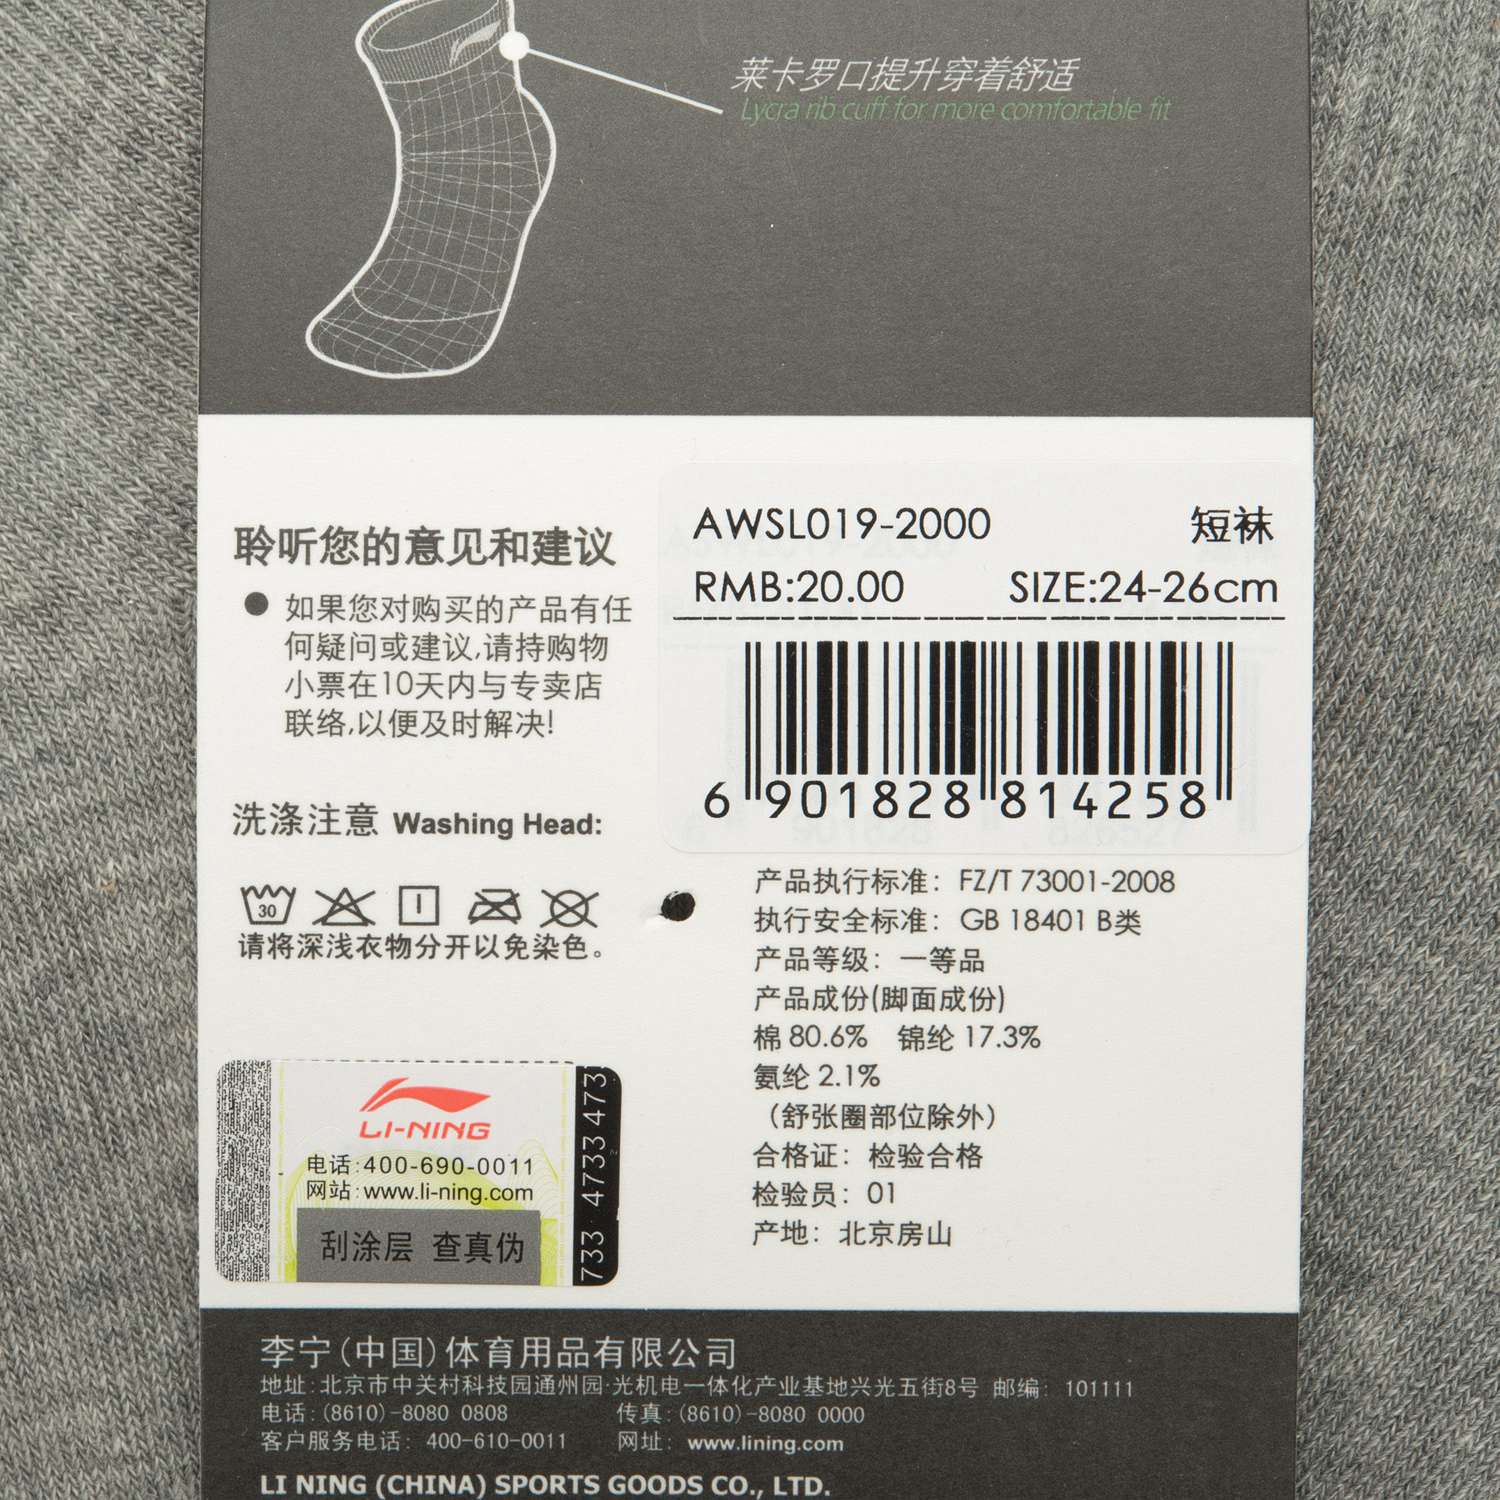 莱卡罗口提升穿着舒适
Lycra rib cuff for more comfortable fit
聆听您的意见和建议
● 如果您对购买的产品有任
何疑问或建议,请持购物
小票在10天内与专卖店
联络,以便及时解决!
洗涤注意 Washing Head:
30
请将深浅衣物分开以免染色。
AWSL019-2000 短袜
RMB:20.00 SIZE:24-26cm
6 901828 814258
产品执行标准: FZ/T 73001-2008
执行安全标准: GB 18401 B类
产品等级: 一等品
产品成份(脚面成份)
棉 80.6% 锦纶 17.3%
氨纶 2.1%
(舒张圈部位除外)
合格证: 检验合格
检验员: 01
产地: 北京房山
LI-NING
电话:400-690-0011
网站:www.li-ning.com
刮涂层 查真伪
733 4733 473
李宁(中国)体育用品有限公司
地址:北京市中关村科技园通州园·光机电一体化产业基地兴光五街8号 邮编: 101111
电话:(8610)-8080 0808 传真:(8610)-8080 0000
客户服务电话: 400-610-0011 网址: www.lining.com
LI NING (CHINA) SPORTS GOODS CO., LTD.